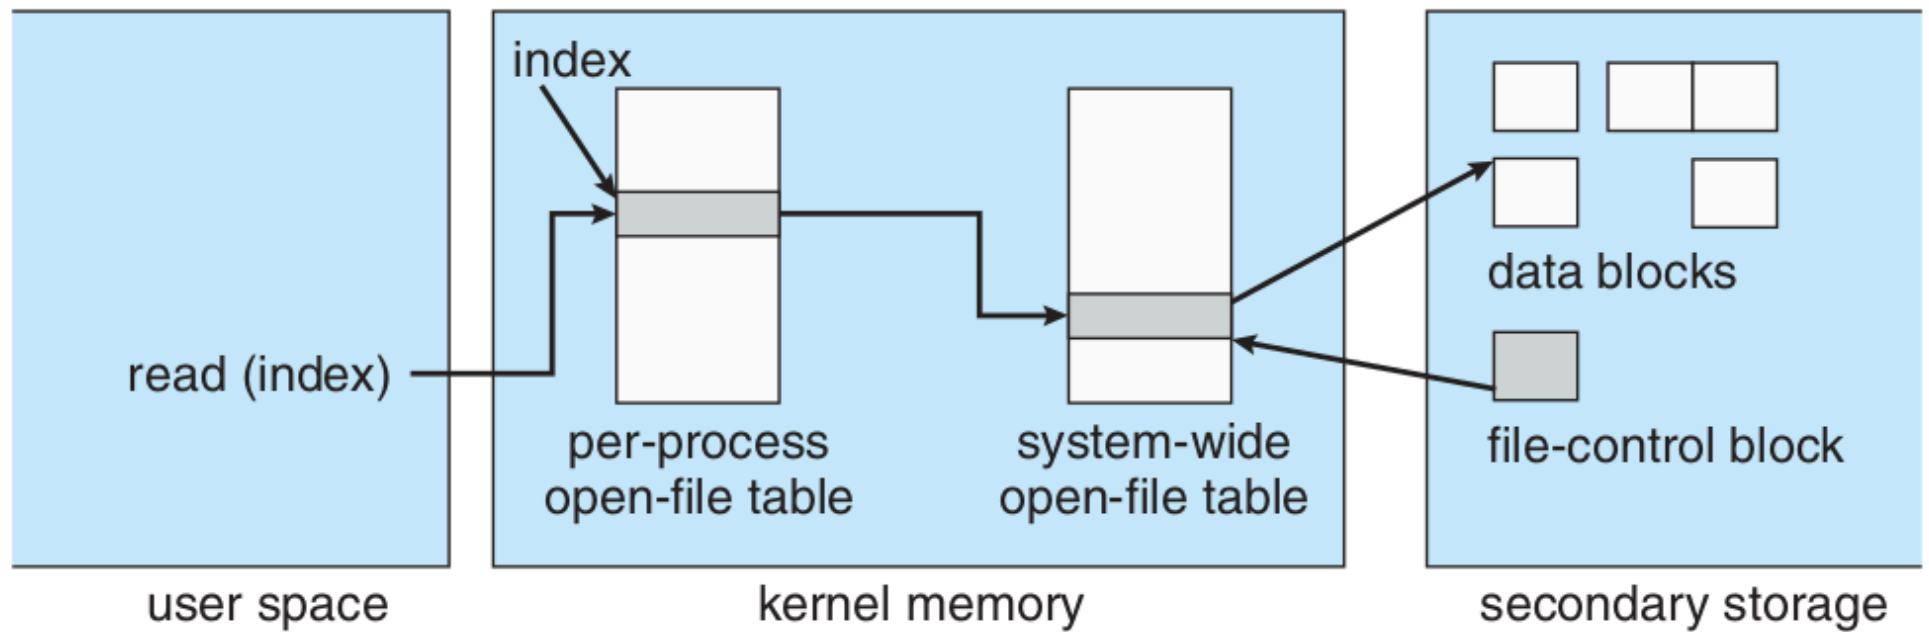 index
read (index)
per-process
open-file table
system-wide
open-file table
data blocks
file-control block
user space
kernel memory
secondary storage